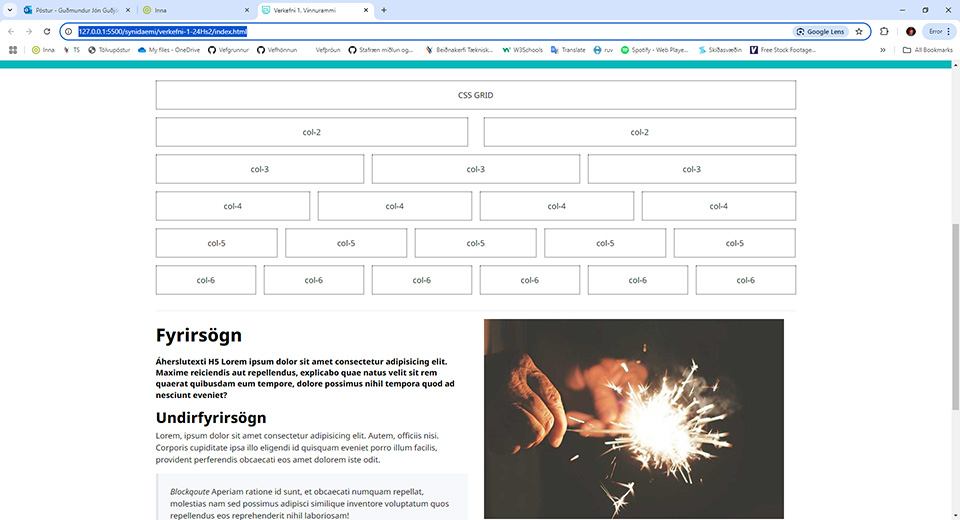 Póstur - Guðmundur Jón Guðjó
Inna
Verkefni 1. Vinnurammi
127.0.0.1:5500/synidaemi/verkefni-1-24Hs2/index.html
Google Lens
Error
Inna
TS
Tölvupóstur
My files - OneDrive
Vefgrunnur
Vefhönnun
Vefþróun
Stafræn miðlun og...
Beiðnakerfi Tæknisk...
W3Schools
Translate
ruv
Spotify - Web Playe...
Skiðasvæðin
Free Stock Footage...
»
All Bookmarks
CSS GRID
col-2 col-2
col-3 col-3 col-3
col-4 col-4 col-4 col-4
col-5 col-5 col-5 col-5 col-5
col-6 col-6 col-6 col-6 col-6 col-6
Fyrirsögn
Áherslutexti H5 Lorem ipsum dolor sit amet consectetur adipisicing elit.
Maxime reiciendis aut repellendus, explicabo quae natus velit sit rem
quaerat quibusdam eum tempore, dolore possimus nihil tempora quod ad
nesciunt eveniet?
Undirfyrirsögn
Lorem, ipsum dolor sit amet consectetur adipisicing elit. Autem, officiis nisi.
Corporis cupiditate ipsa illo eligendi id quisquam eveniet porro illum facilis,
provident perferendis obcaecati eos amet dolorem iste odit.
Blockqoute Aperiam ratione id sunt, et obcaecati numquam repellat,
molestias nam sed possimus adipisci similique inventore voluptatum quos
repellendus eos reprehenderit nihil laboriosam!